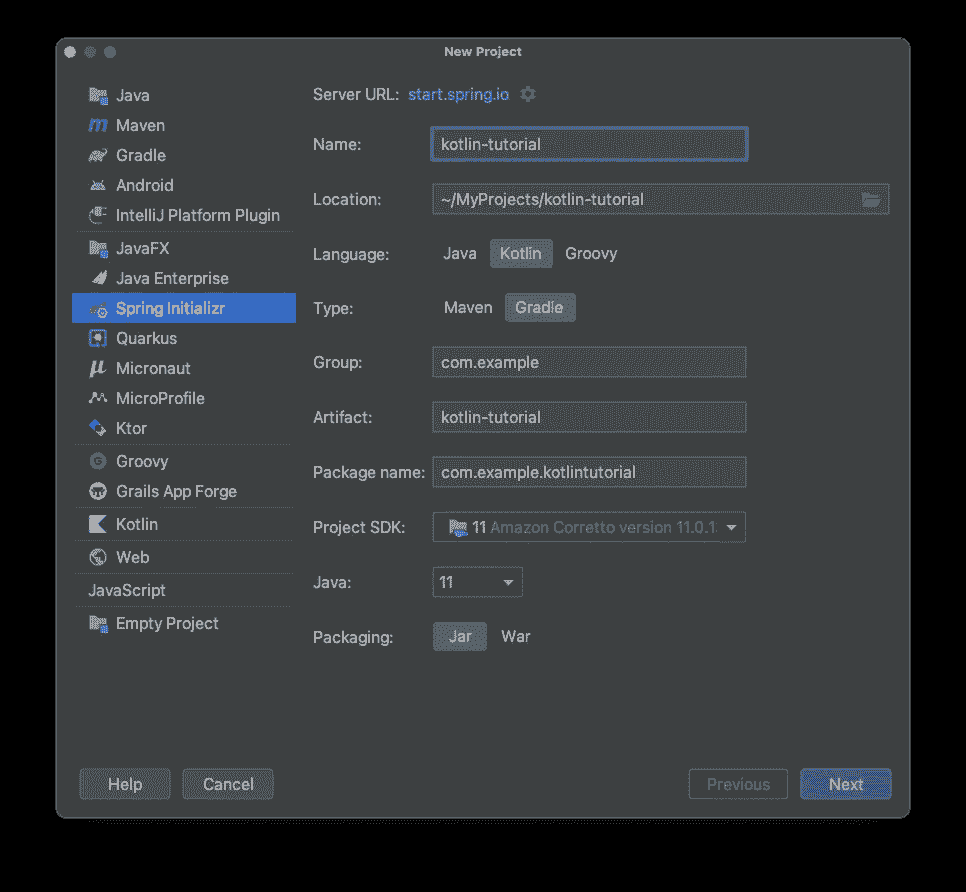 New Project
Java
Maven
Gradle
Android
IntelliJ Platform Plugin
JavaFX
Java Enterprise
Spring Initializr
Quarkus
Micronaut
MicroProfile
Ktor
Groovy
Grails App Forge
Kotlin
Web
JavaScript
Empty Project
Server URL: start.spring.io
Name: kotlin-tutorial
Location: ~/MyProjects/kotlin-tutorial
Language: Java Kotlin Groovy
Type: Maven Gradle
Group: com.example
Artifact: kotlin-tutorial
Package name: com.example.kotlintutorial
Project SDK: 11 Amazon Corretto version 11.0.1
Java: 11
Packaging: Jar War
Help Cancel Previous Next